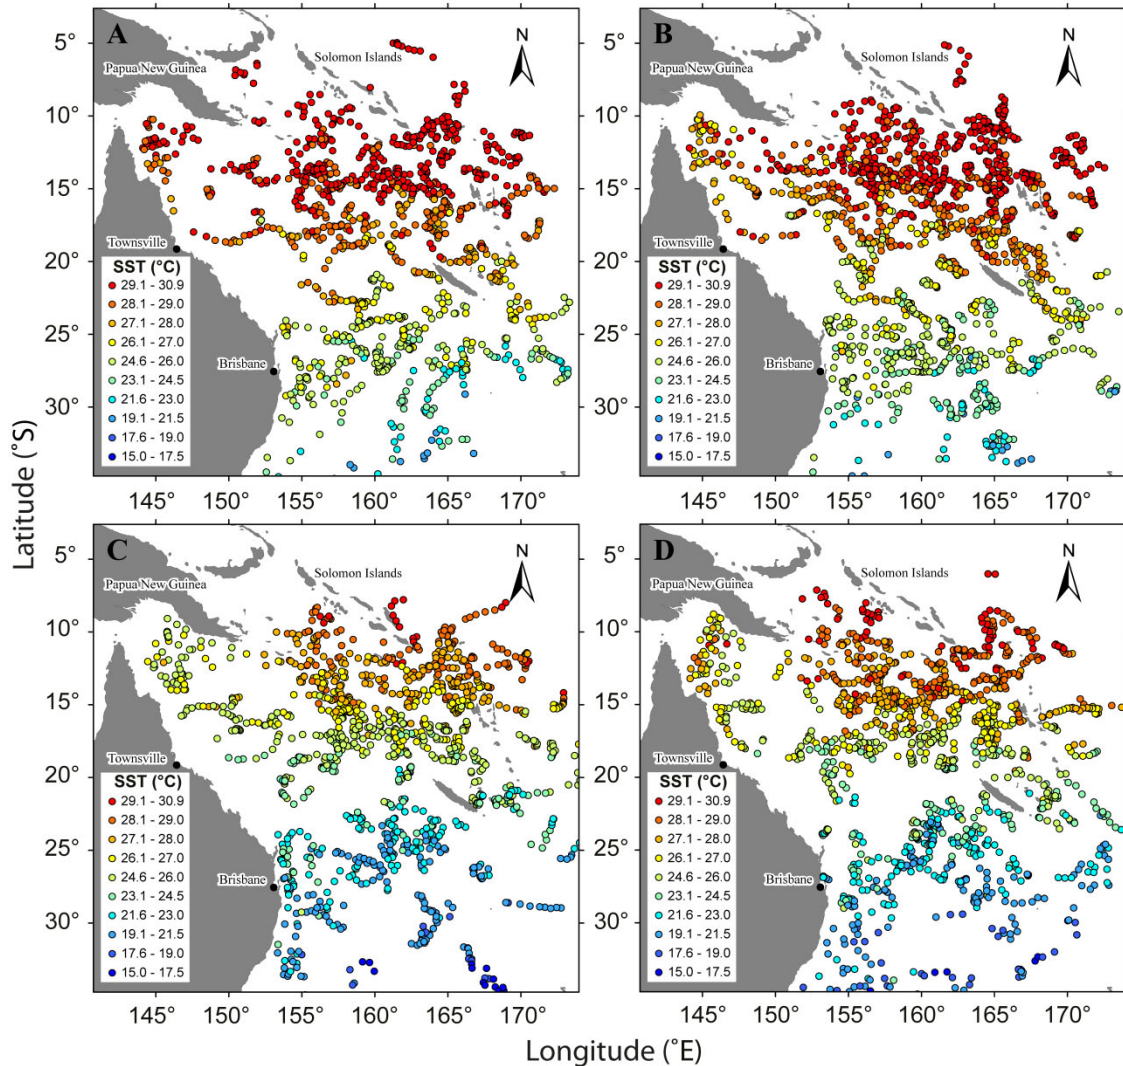 A
N
5°
Solomon Islands
Papua New Guinea
10°
15°
Townsville
20°
SST (°C)
29.1 - 30.9
28.1 - 29.0
27.1 - 28.0
26.1 - 27.0
24.6 - 26.0
23.1 - 24.5
21.6 - 23.0
19.1 - 21.5
17.6 - 19.0
15.0 - 17.5
25°
Brisbane
30°
145° 150° 155° 160° 165° 170°
B
N
5°
Solomon Islands
Papua New Guinea
10°
15°
Townsville
20°
SST (°C)
29.1 - 30.9
28.1 - 29.0
27.1 - 28.0
26.1 - 27.0
24.6 - 26.0
23.1 - 24.5
21.6 - 23.0
19.1 - 21.5
17.6 - 19.0
15.0 - 17.5
25°
Brisbane
30°
145° 150° 155° 160° 165° 170°
Latitude (˚S)
C
N
5°
Solomon Islands
Papua New Guinea
10°
15°
Townsville
20°
SST (°C)
29.1 - 30.9
28.1 - 29.0
27.1 - 28.0
26.1 - 27.0
24.6 - 26.0
23.1 - 24.5
21.6 - 23.0
19.1 - 21.5
17.6 - 19.0
15.0 - 17.5
25°
Brisbane
30°
145° 150° 155° 160° 165° 170°
D
N
5°
Solomon Islands
Papua New Guinea
10°
15°
Townsville
20°
SST (°C)
29.1 - 30.9
28.1 - 29.0
27.1 - 28.0
26.1 - 27.0
24.6 - 26.0
23.1 - 24.5
21.6 - 23.0
19.1 - 21.5
17.6 - 19.0
15.0 - 17.5
25°
Brisbane
30°
145° 150° 155° 160° 165° 170°
Longitude (˚E)